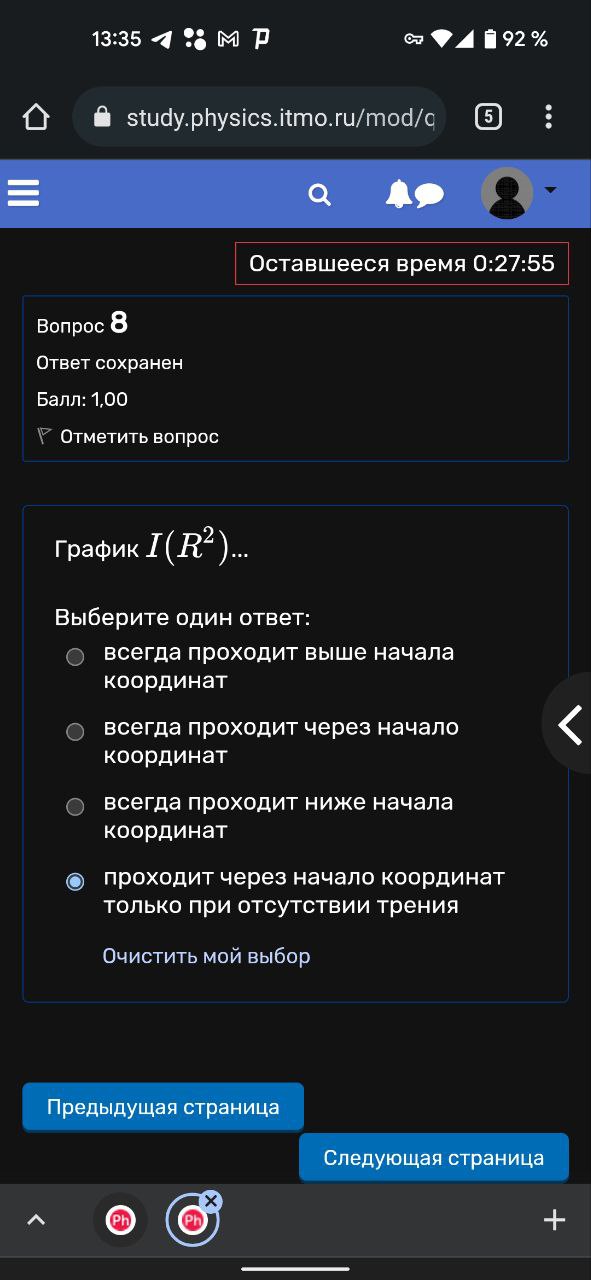 13:35
92 %
study.physics.itmo.ru/mod/q
5
Оставшееся время 0:27:55
Вопрос 8
Ответ сохранен
Балл: 1,00
Отметить вопрос
График I(R²)...
Выберите один ответ:
всегда проходит выше начала
координат
всегда проходит через начало
координат
всегда проходит ниже начала
координат
проходит через начало координат
только при отсутствии трения
Очистить мой выбор
Предыдущая страница
Следующая страница
Ph
Ph